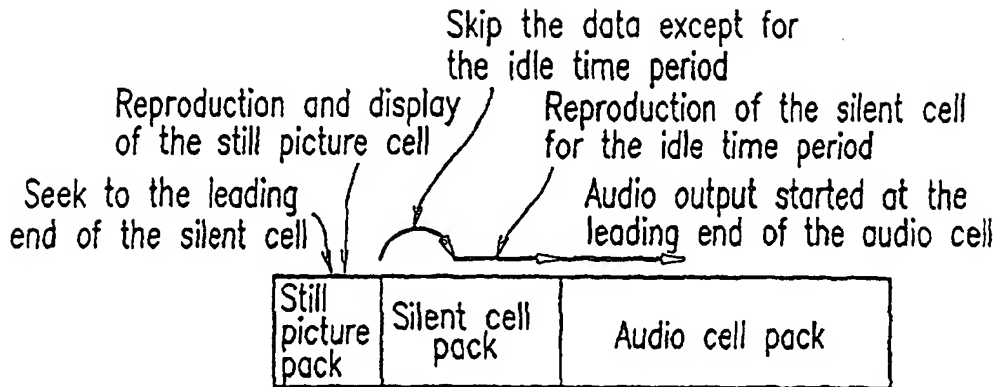 Skip the data except for
the idle time period
Reproduction and display
of the still picture cell
Reproduction of the silent cell
for the idle time period
Seek to the leading
end of the silent cell
Audio output started at the
leading end of the audio cell
Still
picture
pack
Silent cell
pack
Audio cell pack